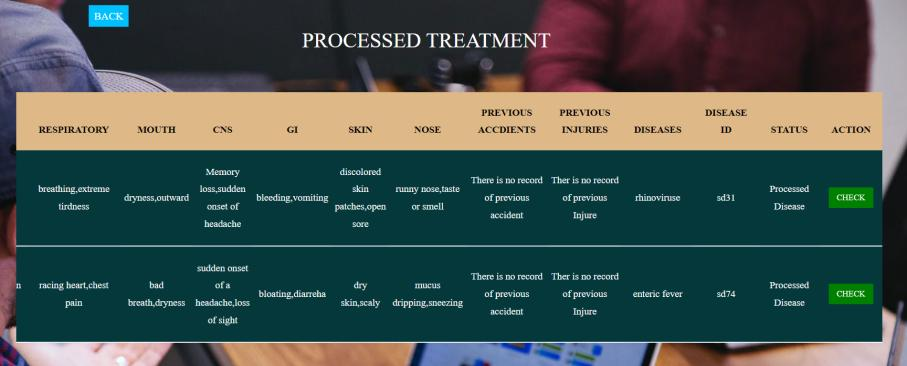 BACK
PROCESSED TREATMENT
RESPIRATORY MOUTH CNS GI SKIN NOSE PREVIOUS ACCDIENTS PREVIOUS INJURIES DISEASES DISEASE ID STATUS ACTION
breathing,extreme tirdness dryness,outward Memory loss,sudden onset of headache bleeding,vomiting discolored skin patches,open sore runny nose,taste or smell There is no record of previous accident Ther is no record of previous Injure rhinoviruse sd31 Processed Disease CHECK
n racing heart,chest pain bad breath,dryness sudden onset of a headache,loss of sight bloating,diarreha dry skin,scaly mucus dripping,sneezing There is no record of previous accident Ther is no record of previous Injure enteric fever sd74 Processed Disease CHECK